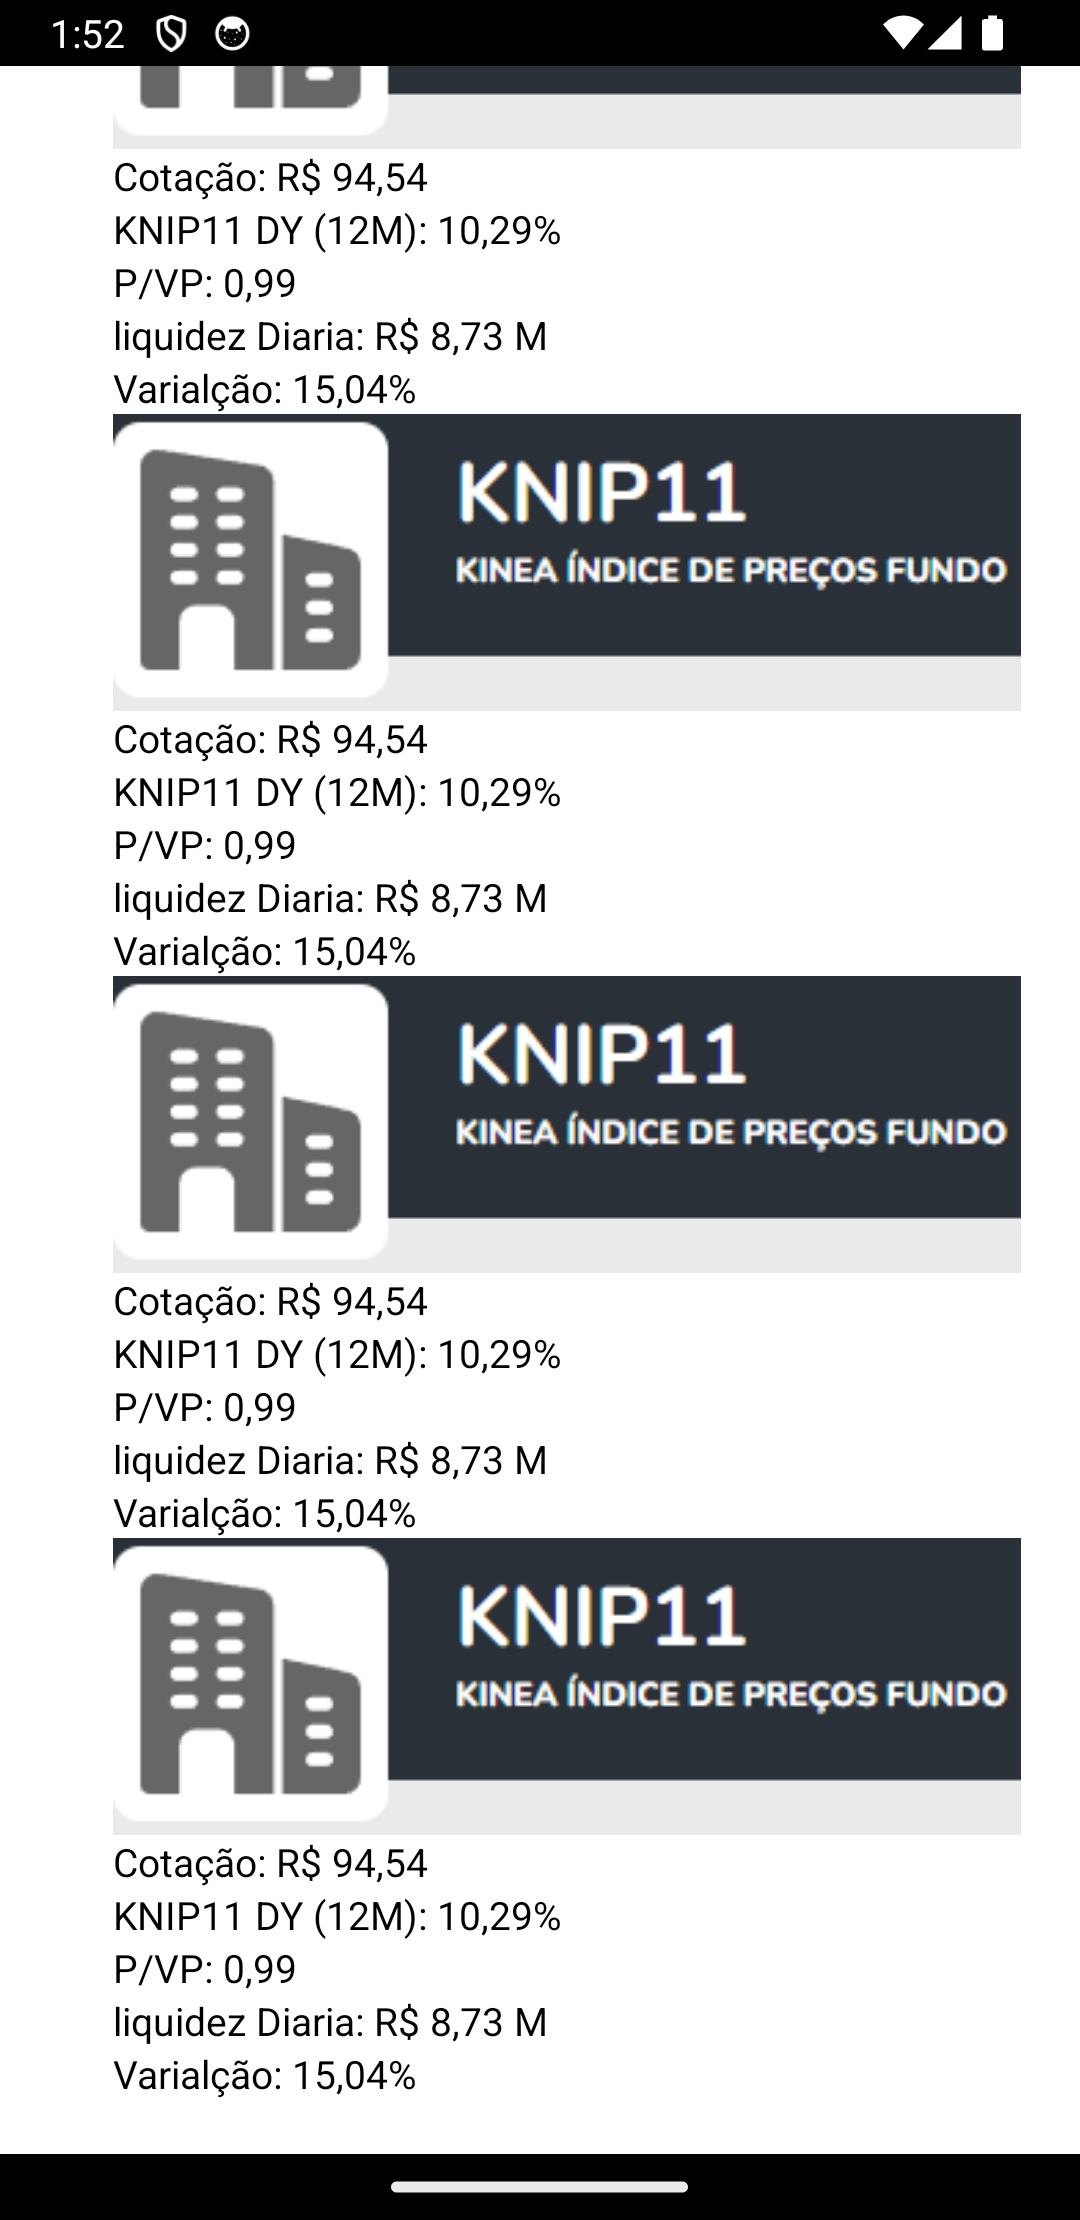 1:52
Cotação: R$ 94,54
KNIP11 DY (12M): 10,29%
P/VP: 0,99
liquidez Diaria: R$ 8,73 M
Varialção: 15,04%
KNIP11
KINEA ÍNDICE DE PREÇOS FUNDO
Cotação: R$ 94,54
KNIP11 DY (12M): 10,29%
P/VP: 0,99
liquidez Diaria: R$ 8,73 M
Varialção: 15,04%
KNIP11
KINEA ÍNDICE DE PREÇOS FUNDO
Cotação: R$ 94,54
KNIP11 DY (12M): 10,29%
P/VP: 0,99
liquidez Diaria: R$ 8,73 M
Varialção: 15,04%
KNIP11
KINEA ÍNDICE DE PREÇOS FUNDO
Cotação: R$ 94,54
KNIP11 DY (12M): 10,29%
P/VP: 0,99
liquidez Diaria: R$ 8,73 M
Varialção: 15,04%